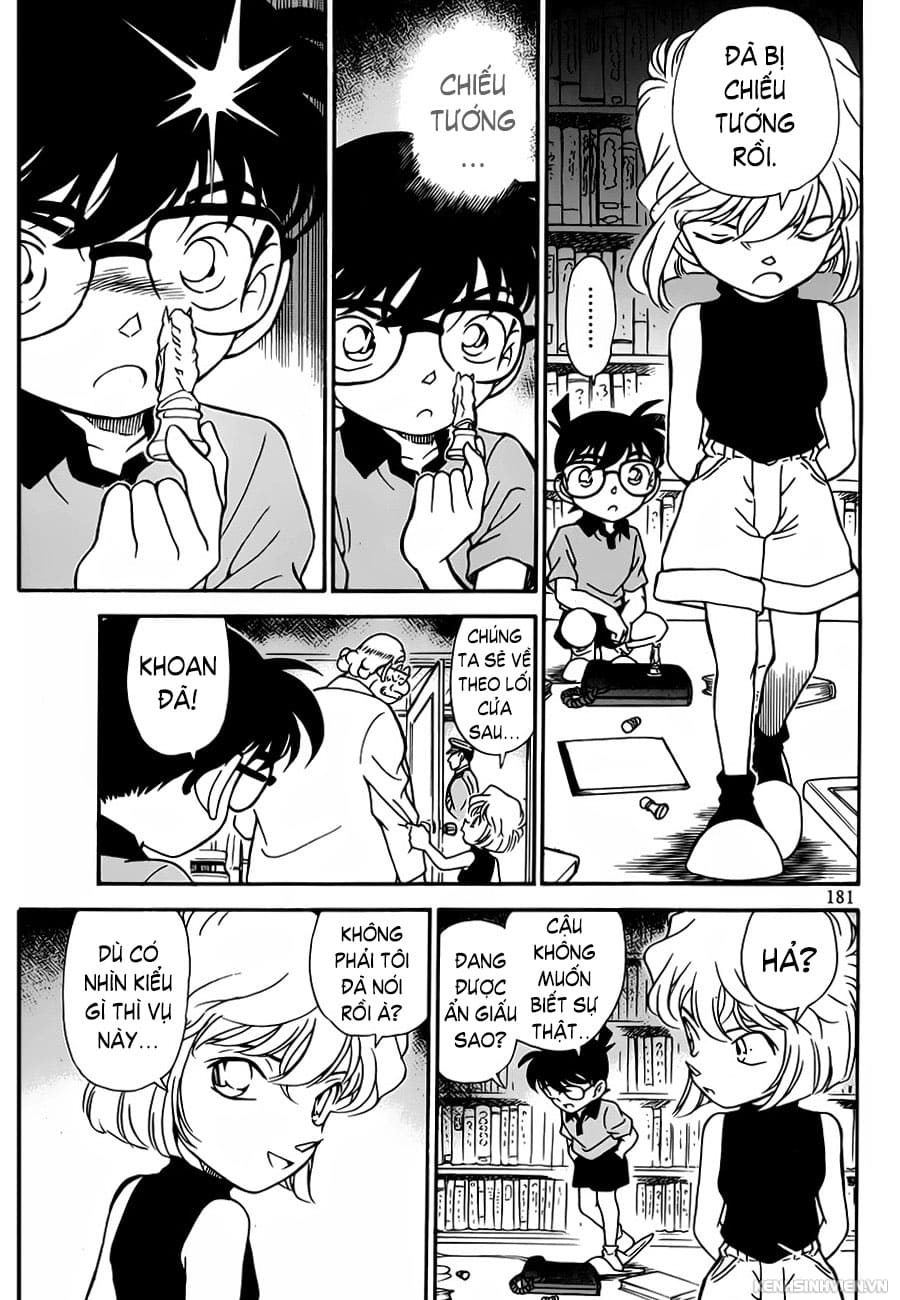 ĐÃ BỊ
CHIẾU
TƯỚNG
RỒI.
........
CHIẾU
TƯỚNG
...
CHÚNG
TA SẼ VỀ
THEO LỐI
CỬA
SAU...
KHOAN
ĐÃ!
181
HẢ?
CẬU
KHÔNG
MUỐN
BIẾT SỰ
THẬT...
ĐANG
ĐƯỢC
ẨN GIẤU
SAO?
KHÔNG
PHẢI TÔI
ĐÃ NÓI
RỒI À?
DÙ CÓ
NHÌN KIỂU
GÌ THÌ VỤ
NÀY...
KENHSINHVIEN.VN